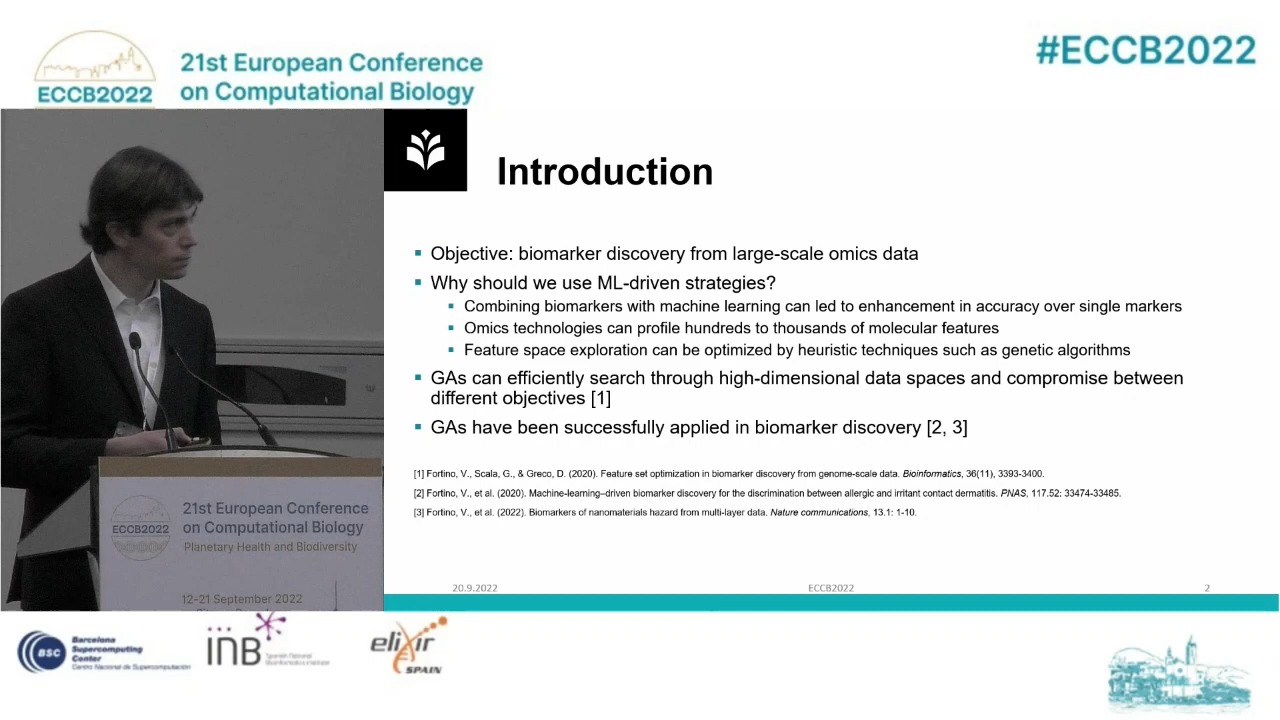 ECCB2022
21st European Conference
on Computational Biology
#ECCB2022
Introduction
Objective: biomarker discovery from large-scale omics data
Why should we use ML-driven strategies?
Combining biomarkers with machine learning can led to enhancement in accuracy over single markers
Omics technologies can profile hundreds to thousands of molecular features
Feature space exploration can be optimized by heuristic techniques such as genetic algorithms
GAs can efficiently search through high-dimensional data spaces and compromise between
different objectives [1]
GAs have been successfully applied in biomarker discovery [2, 3]
[1] Fortino, V., Scala, G., & Greco, D. (2020). Feature set optimization in biomarker discovery from genome-scale data. Bioinformatics, 36(11), 3393-3400.
[2] Fortino, V., et al. (2020). Machine-learning–driven biomarker discovery for the discrimination between allergic and irritant contact dermatitis. PNAS, 117.52: 33474-33485.
[3] Fortino, V., et al. (2022). Biomarkers of nanomaterials hazard from multi-layer data. Nature communications, 13.1: 1-10.
20.9.2022
ECCB2022
2
ECCB2022
21st European Conference
on Computational Biology
Planetary Health and Biodiversity
12-21 September 2022
BSC
Barcelona
Supercomputing
Center
Centro Nacional de Supercomputación
INB
Spanish National
Bioinformatics Institute
elixir
SPAIN